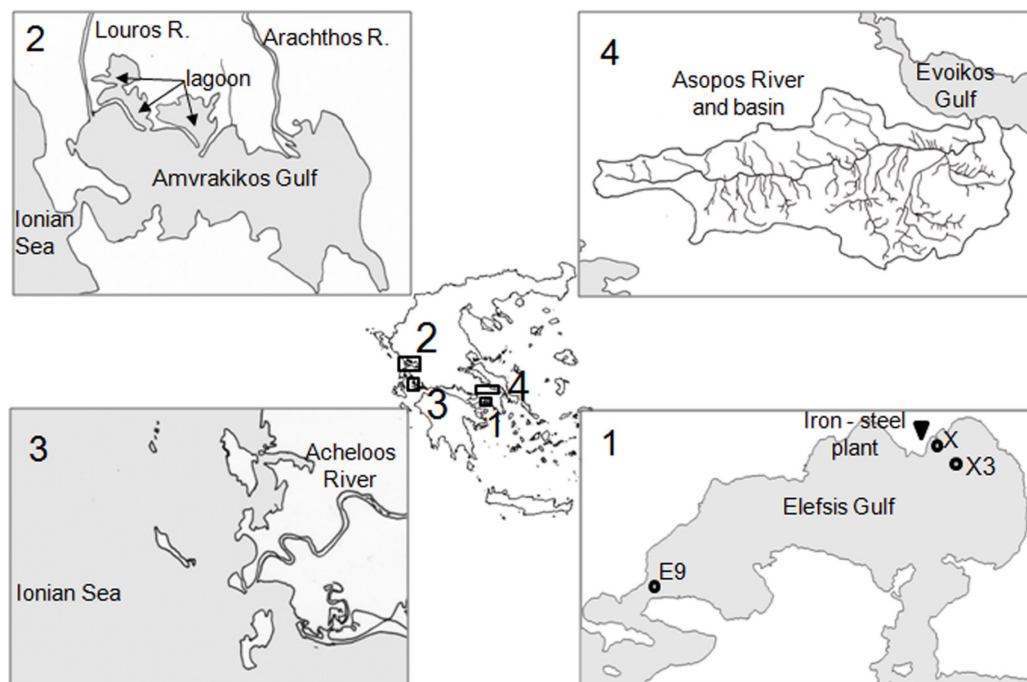 2
Louros R.
Arachthos R.
lagoon
Amvrakikos Gulf
Ionian
Sea
4
Asopos River
and basin
Evoikos
Gulf
2
3
4
1
3
Acheloos
River
Ionian Sea
1
Iron - steel
plant
X
X3
Elefsis Gulf
E9